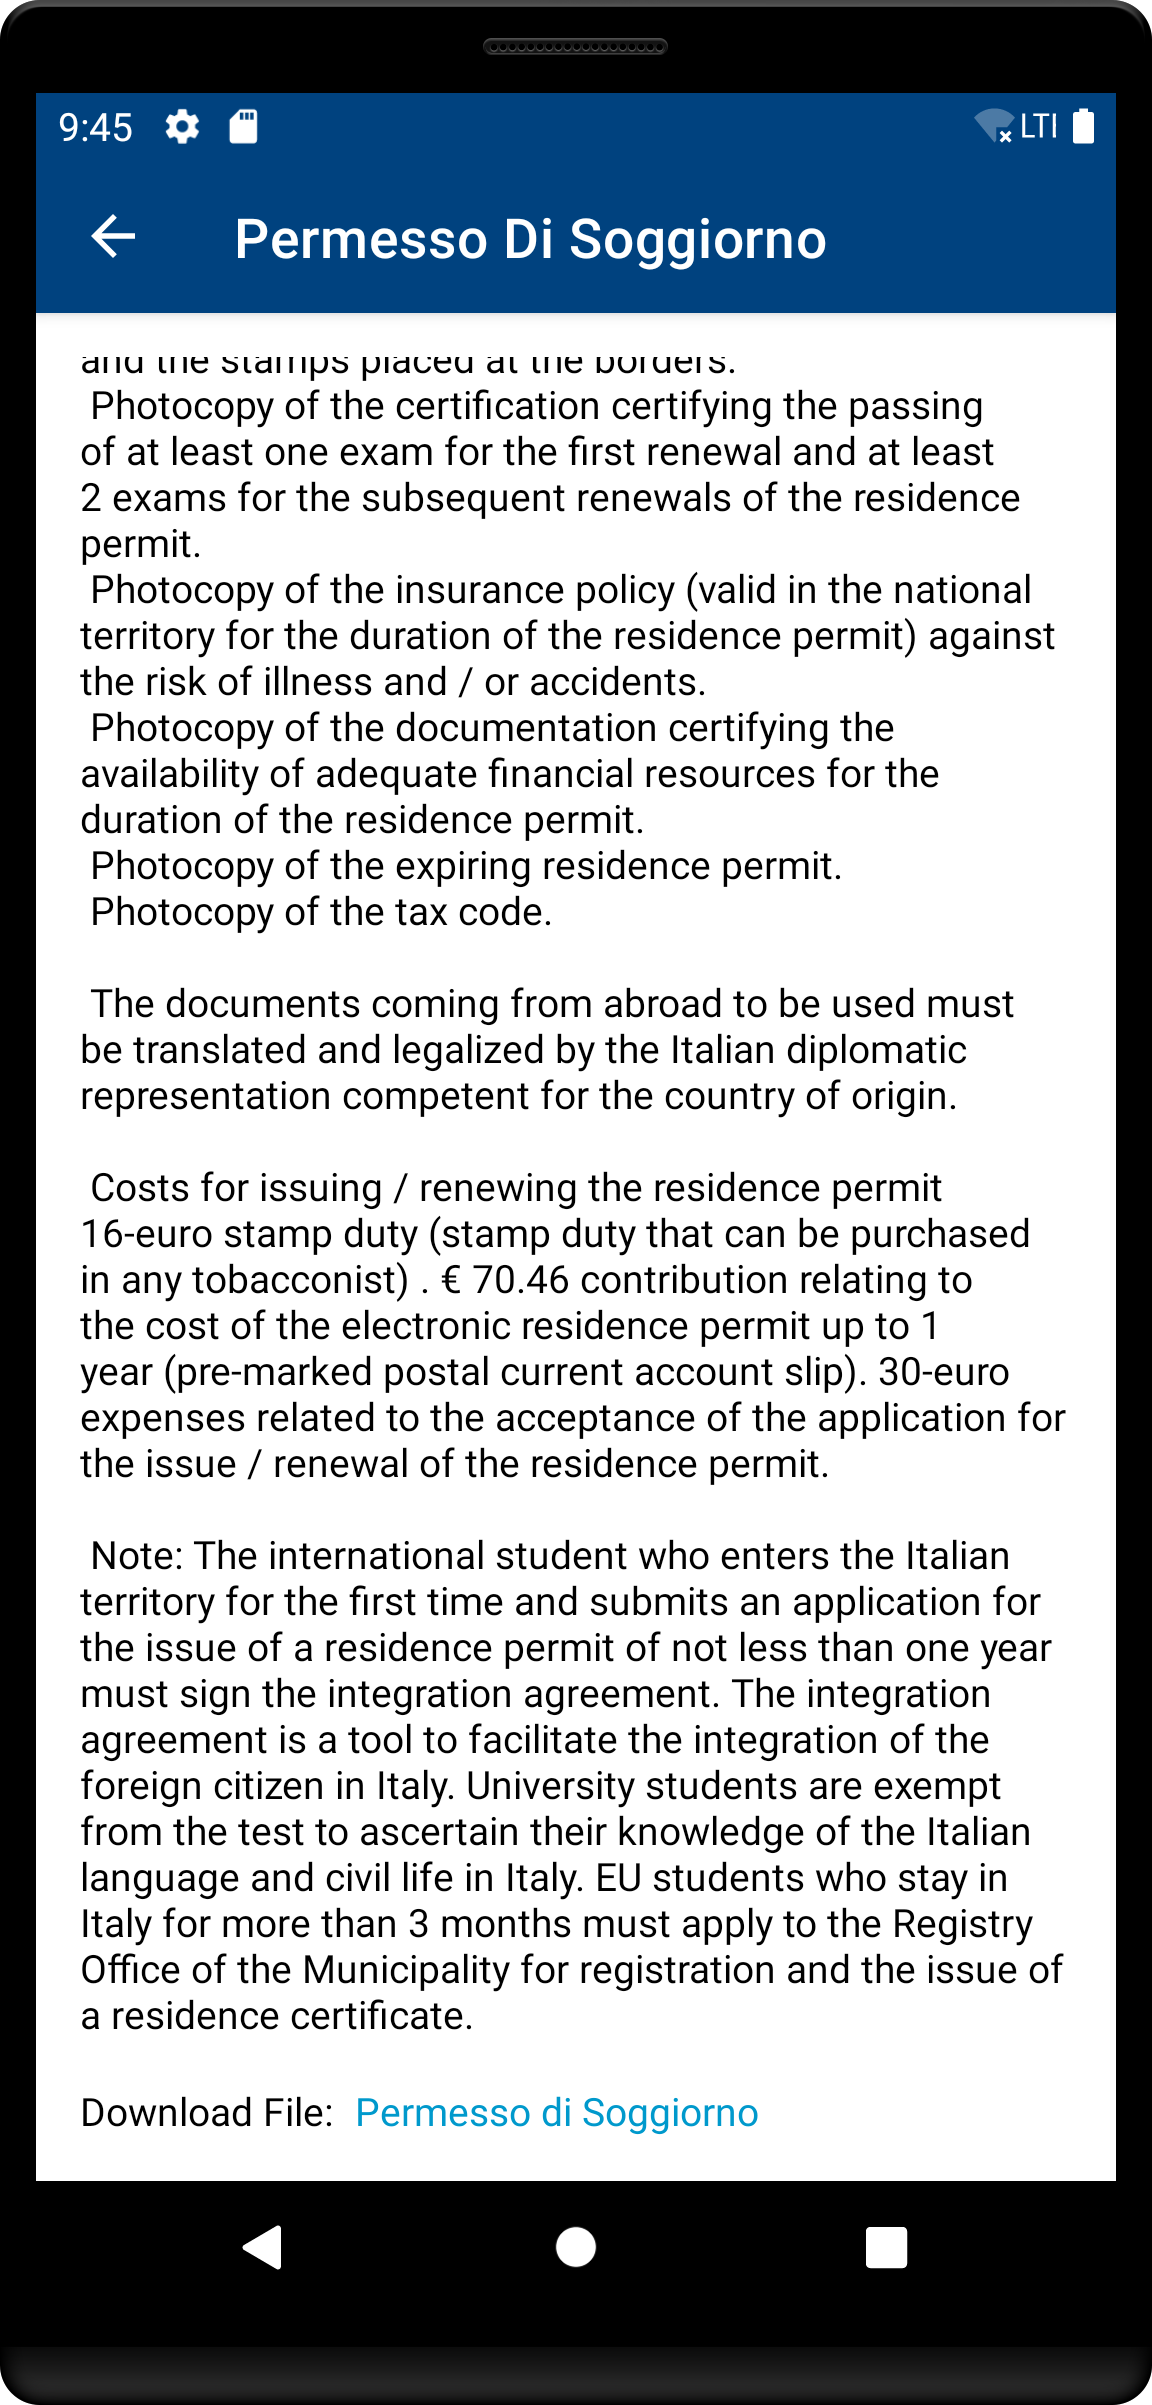 9:45 LTI
Permesso Di Soggiorno
and the stamps placed at the borders.
Photocopy of the certification certifying the passing
of at least one exam for the first renewal and at least
2 exams for the subsequent renewals of the residence
permit.
Photocopy of the insurance policy (valid in the national
territory for the duration of the residence permit) against
the risk of illness and / or accidents.
Photocopy of the documentation certifying the
availability of adequate financial resources for the
duration of the residence permit.
Photocopy of the expiring residence permit.
Photocopy of the tax code.
The documents coming from abroad to be used must
be translated and legalized by the Italian diplomatic
representation competent for the country of origin.
Costs for issuing / renewing the residence permit
16-euro stamp duty (stamp duty that can be purchased
in any tobacconist) . € 70.46 contribution relating to
the cost of the electronic residence permit up to 1
year (pre-marked postal current account slip). 30-euro
expenses related to the acceptance of the application for
the issue / renewal of the residence permit.
Note: The international student who enters the Italian
territory for the first time and submits an application for
the issue of a residence permit of not less than one year
must sign the integration agreement. The integration
agreement is a tool to facilitate the integration of the
foreign citizen in Italy. University students are exempt
from the test to ascertain their knowledge of the Italian
language and civil life in Italy. EU students who stay in
Italy for more than 3 months must apply to the Registry
Office of the Municipality for registration and the issue of
a residence certificate.
Download File: Permesso di Soggiorno